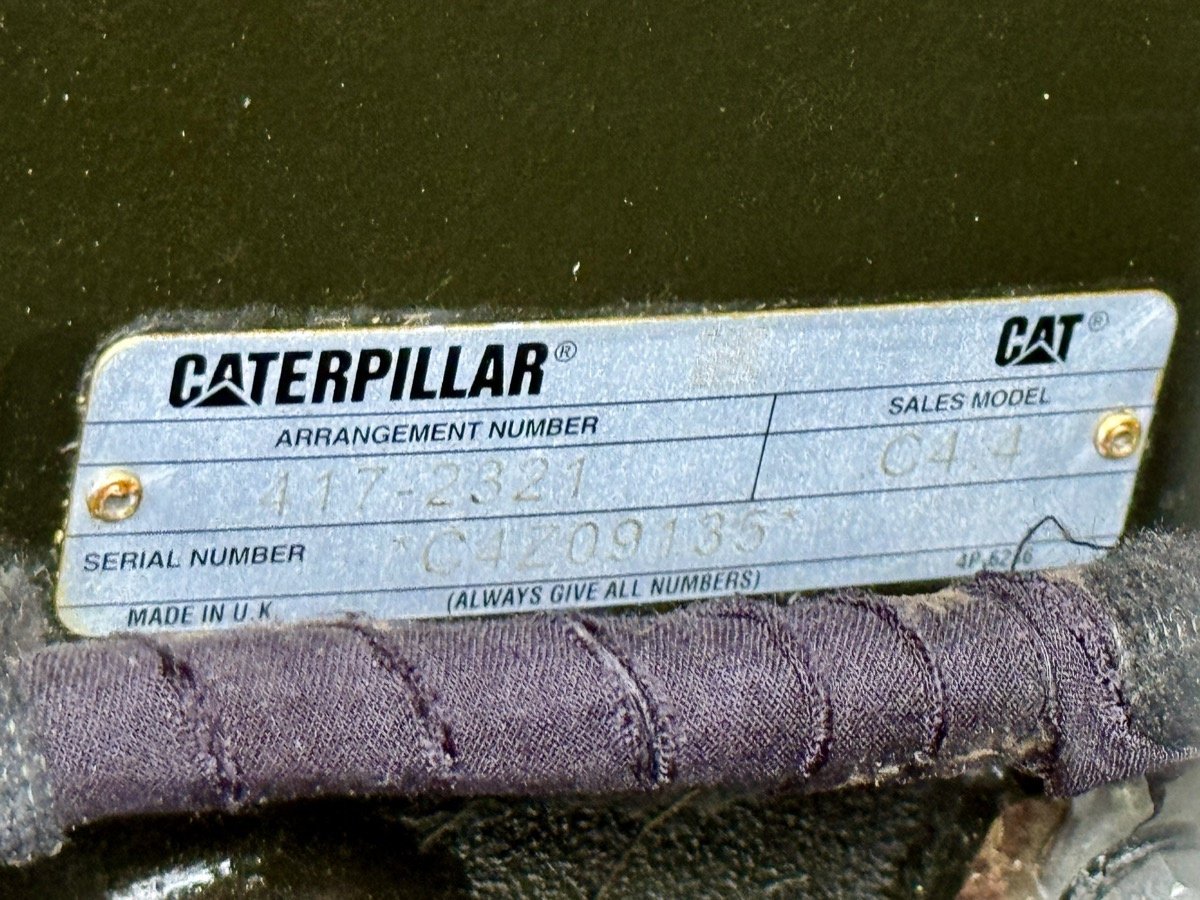 CATERPILLAR® CAT®
ARRANGEMENT NUMBER SALES MODEL
417-2321 C4.4
SERIAL NUMBER *C4Z09135*
MADE IN U.K (ALWAYS GIVE ALL NUMBERS)